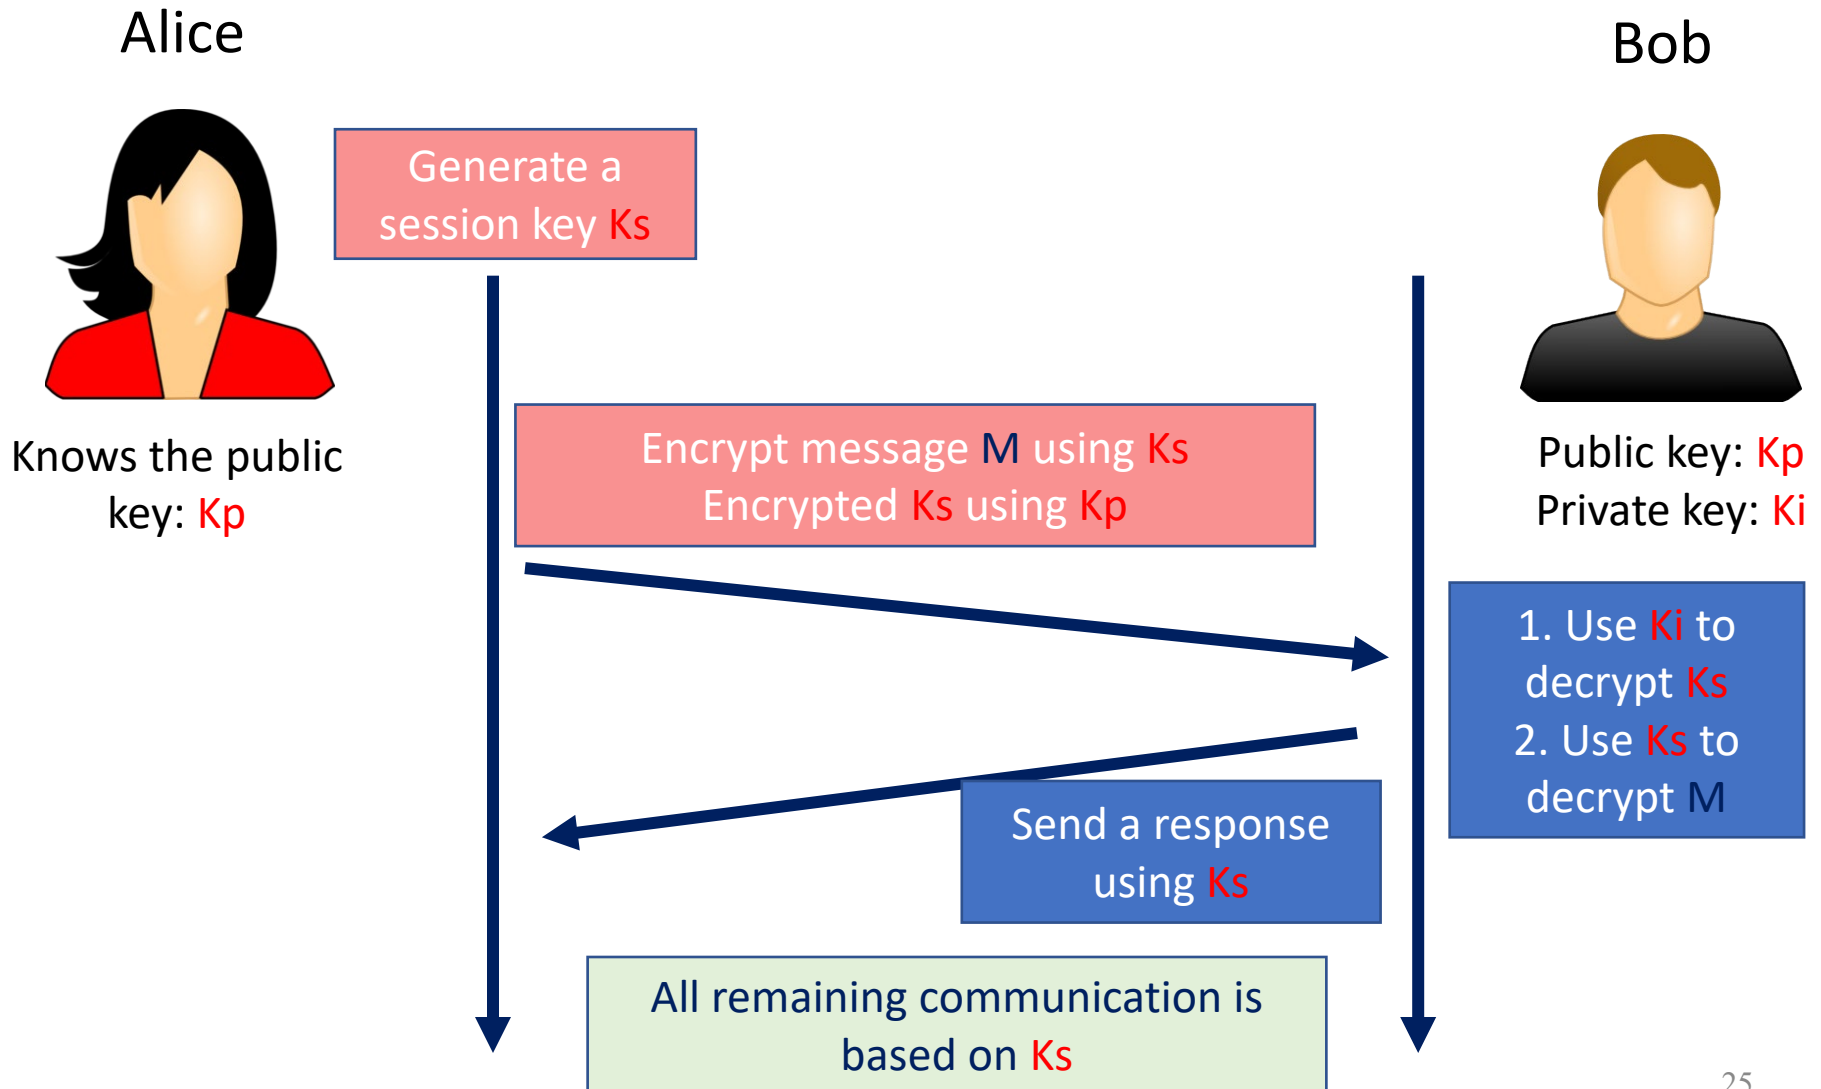 Alice
Bob
Generate a
session key Ks
Knows the public
key: Kp
Encrypt message M using Ks
Encrypted Ks using Kp
Public key: Kp
Private key: Ki
1. Use Ki to
decrypt Ks
2. Use Ks to
decrypt M
Send a response
using Ks
All remaining communication is
based on Ks
25